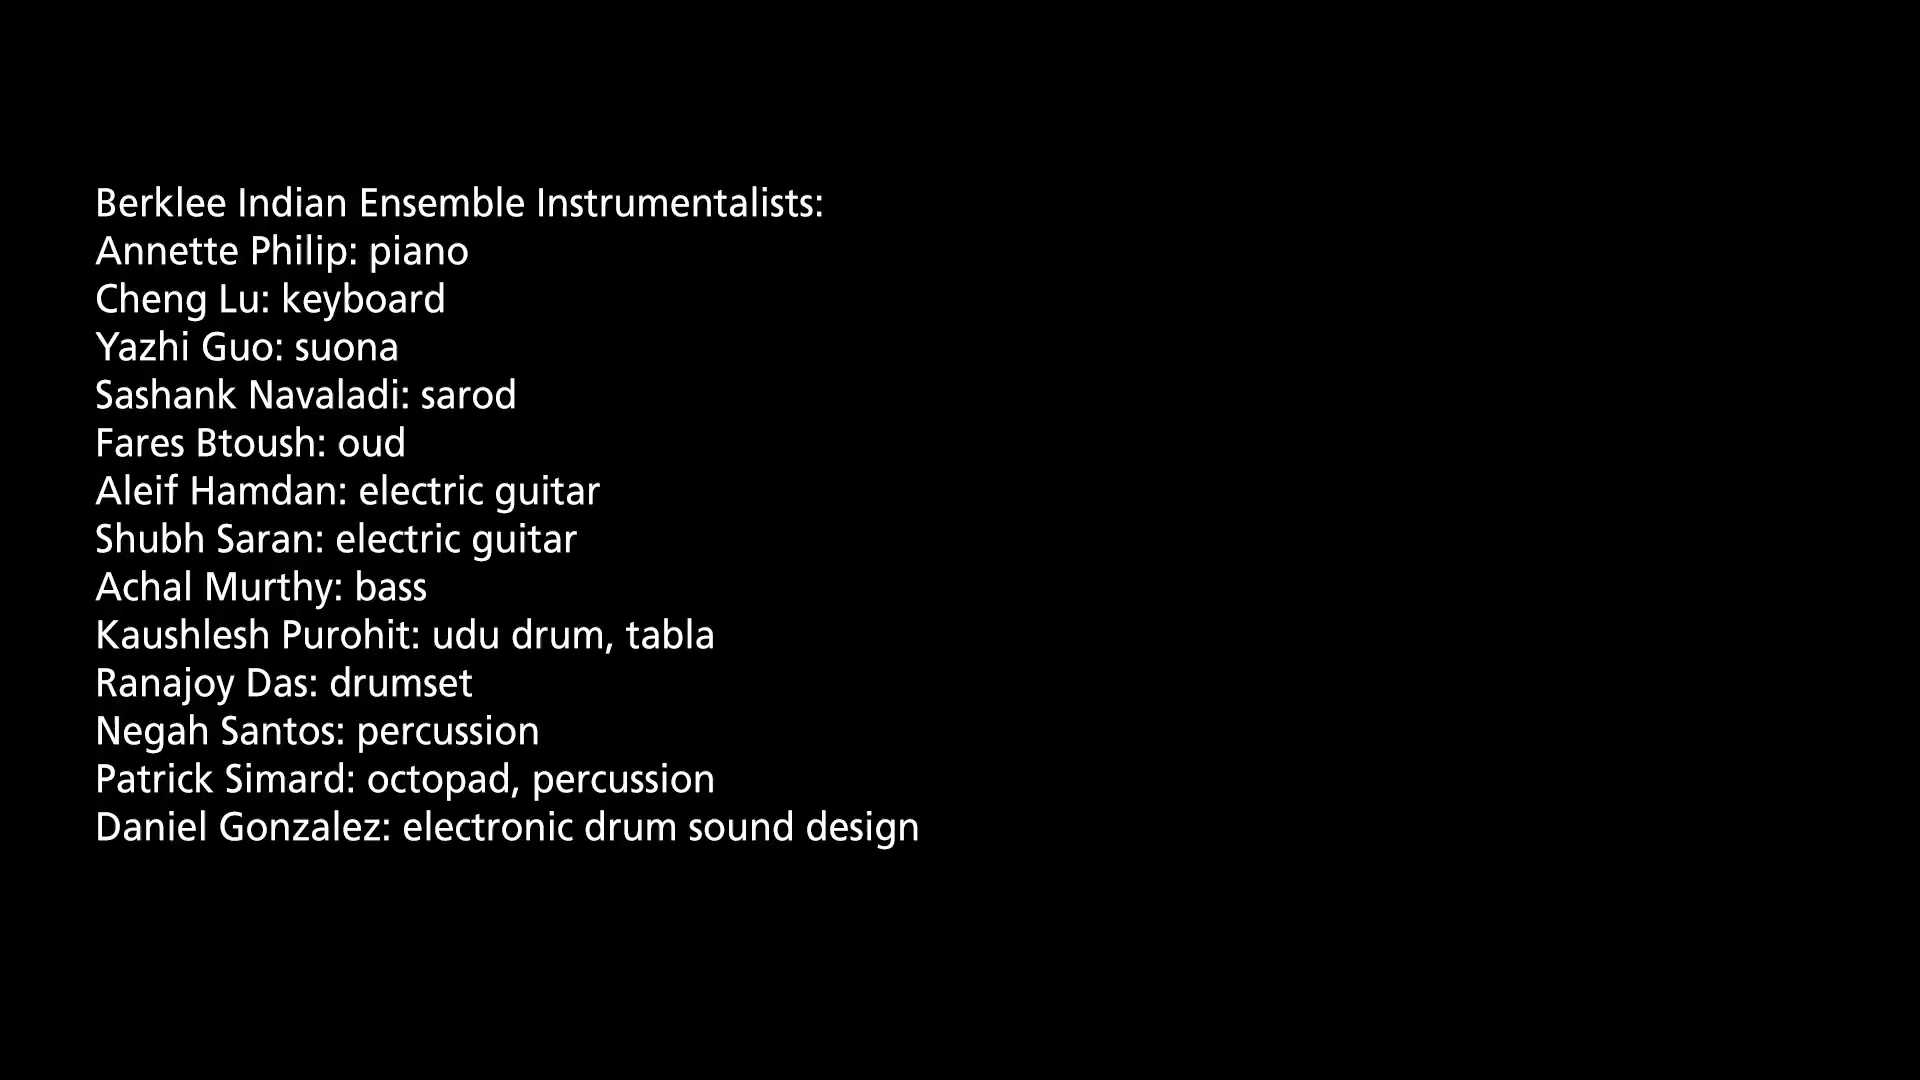 Berklee Indian Ensemble Instrumentalists:
Annette Philip: piano
Cheng Lu: keyboard
Yazhi Guo: suona
Sashank Navaladi: sarod
Fares Btoush: oud
Aleif Hamdan: electric guitar
Shubh Saran: electric guitar
Achal Murthy: bass
Kaushlesh Purohit: udu drum, tabla
Ranajoy Das: drumset
Negah Santos: percussion
Patrick Simard: octopad, percussion
Daniel Gonzalez: electronic drum sound design